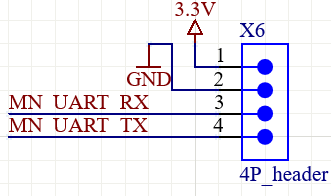 3.3V
X6
1
GND
2
MN_UART_RX
3
MN_UART_TX
4
4P_header